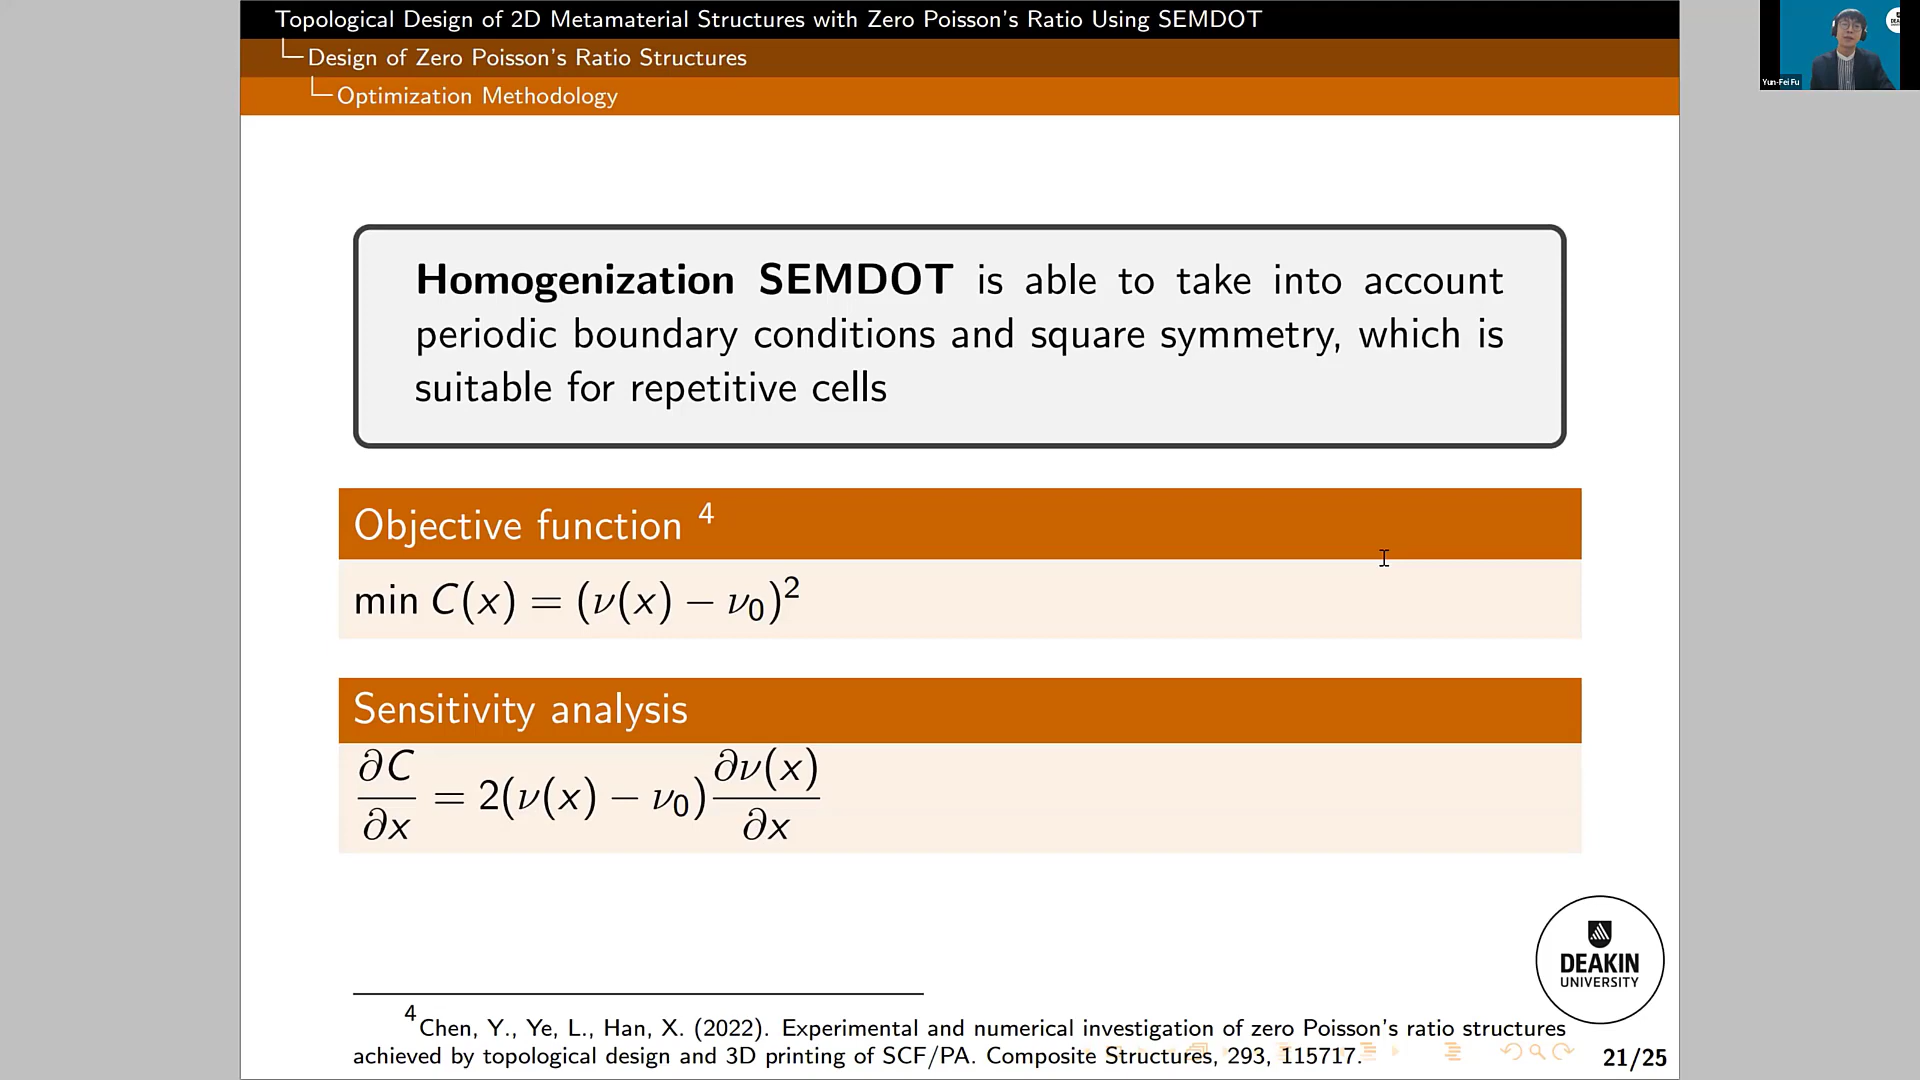 Topological Design of 2D Metamaterial Structures with Zero Poisson's Ratio Using SEMDOT
Design of Zero Poisson's Ratio Structures
Optimization Methodology
Yun-Fei Fu
Homogenization SEMDOT is able to take into account
periodic boundary conditions and square symmetry, which is
suitable for repetitive cells
Objective function ⁴
min C(x) = (ν(x) − ν₀)²
Sensitivity analysis
∂C/∂x = 2(ν(x) − ν₀)∂ν(x)/∂x
DEAKIN
UNIVERSITY
⁴Chen, Y., Ye, L., Han, X. (2022). Experimental and numerical investigation of zero Poisson's ratio structures
achieved by topological design and 3D printing of SCF/PA. Composite Structures, 293, 115717.
21/25